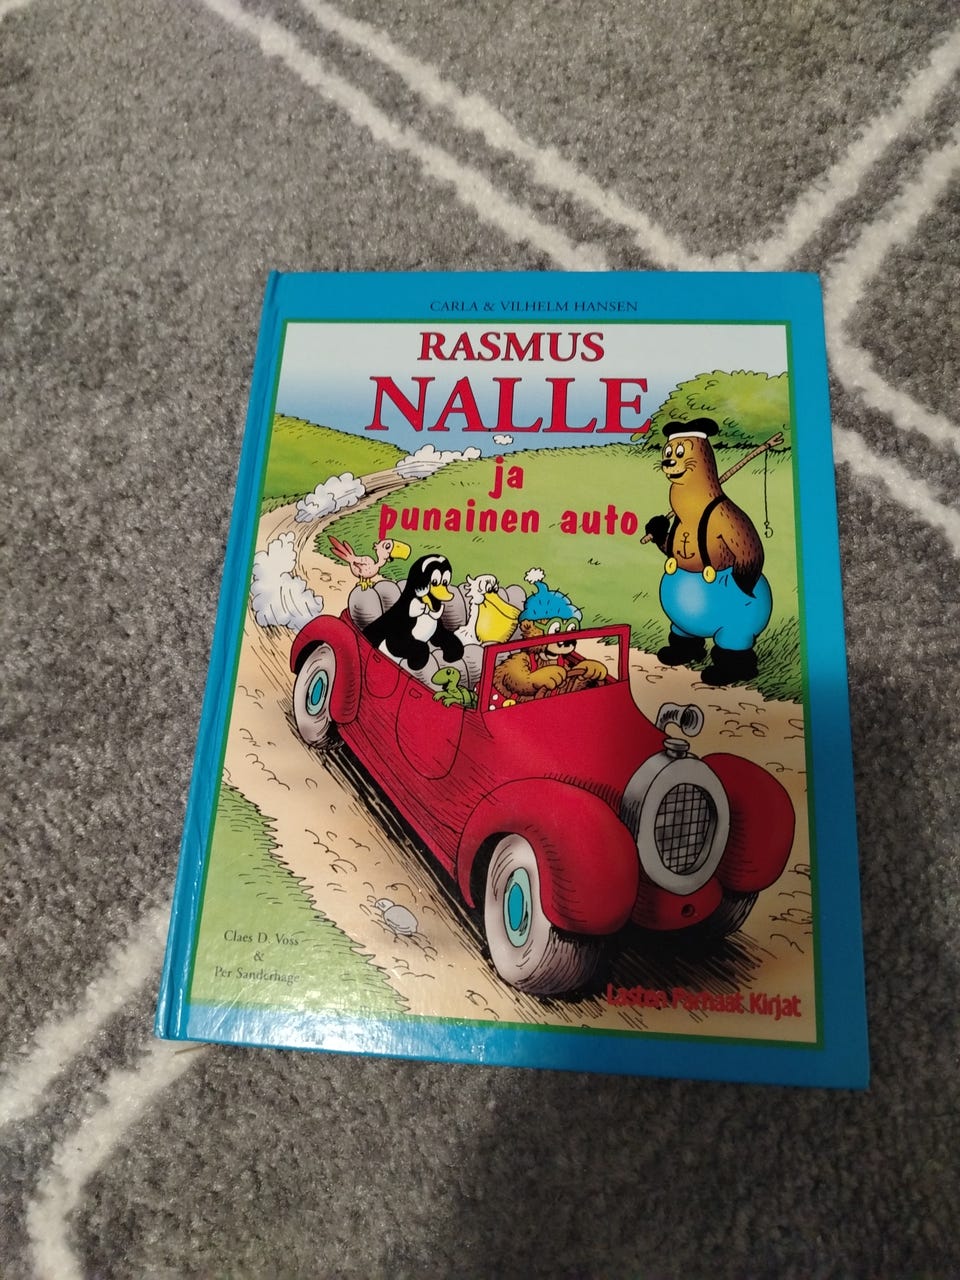 CARLA & VILHELM HANSEN
RASMUS
NALLE
ja
punainen auto
Claes D. Voss
&
Per Sanderhage
Lasten Parhaat Kirjat